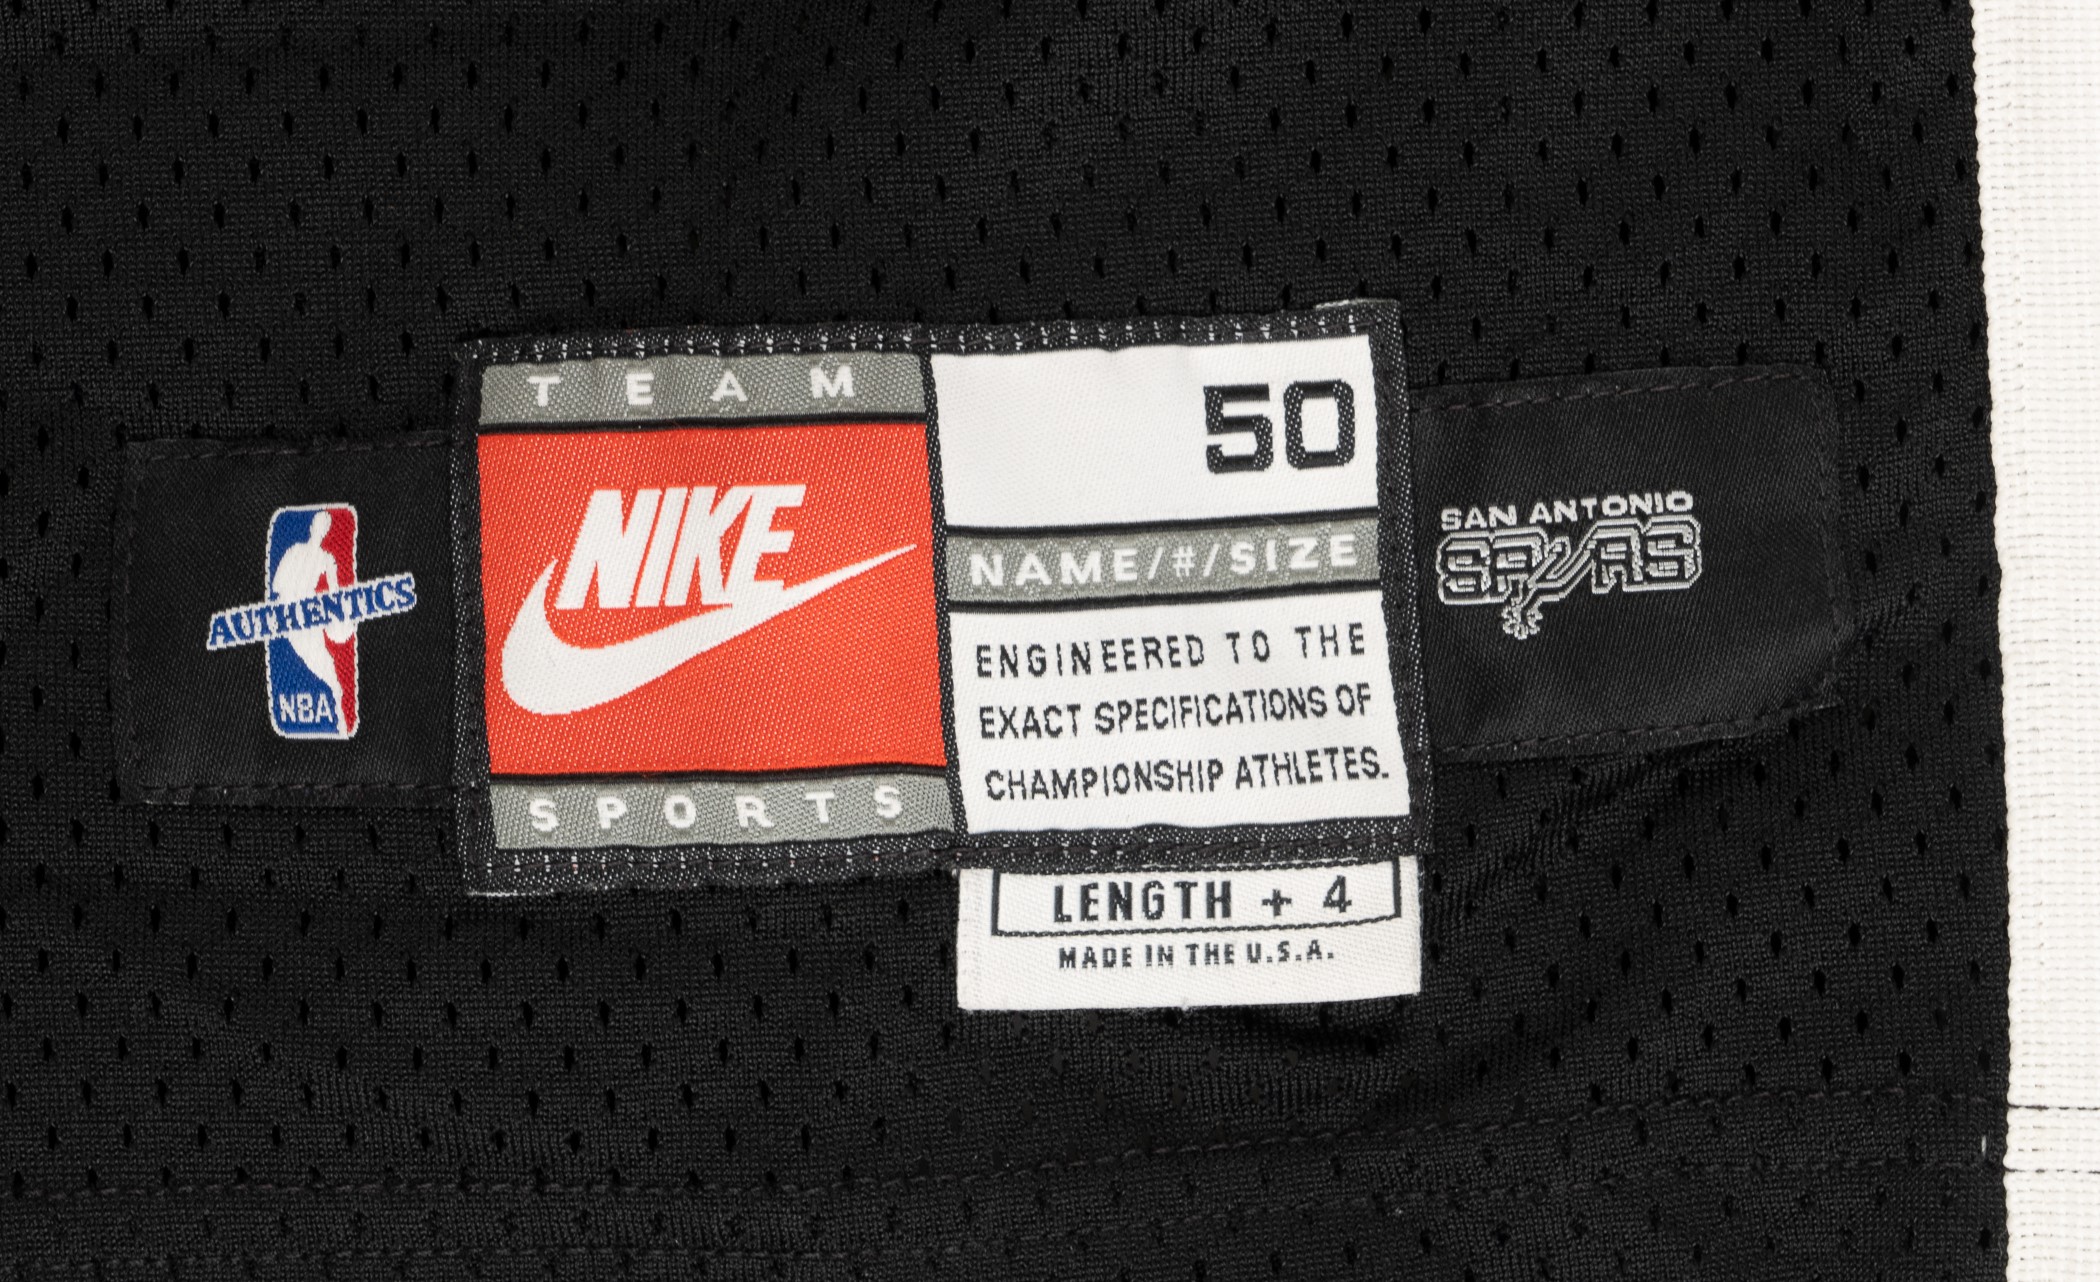 AUTHENTICS
NBA
TEAM
NIKE
SPORTS
50
NAME/#/SIZE
ENGINEERED TO THE
EXACT SPECIFICATIONS OF
CHAMPIONSHIP ATHLETES.
LENGTH + 4
MADE IN THE U.S.A.
SAN ANTONIO
SPURS